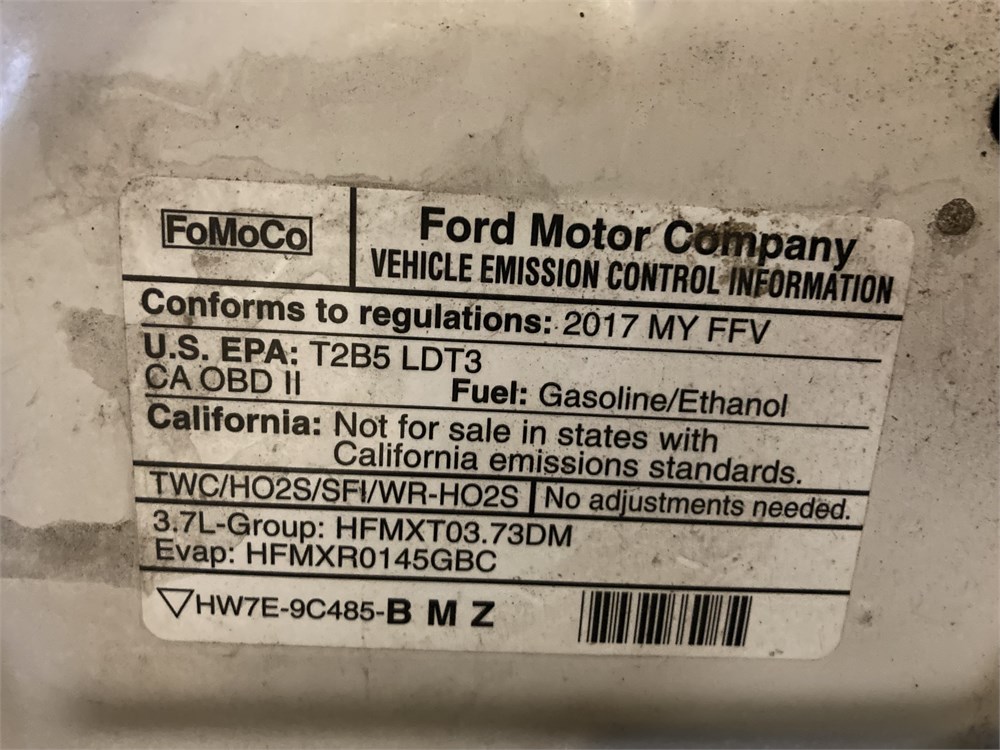 FoMoCo
Ford Motor Company
VEHICLE EMISSION CONTROL INFORMATION
Conforms to regulations: 2017 MY FFV
U.S. EPA: T2B5 LDT3
CA OBD II Fuel: Gasoline/Ethanol
California: Not for sale in states with
California emissions standards.
TWC/HO2S/SFI/WR-HO2S No adjustments needed.
3.7L-Group: HFMXT03.73DM
Evap: HFMXR0145GBC
HW7E-9C485-B M Z